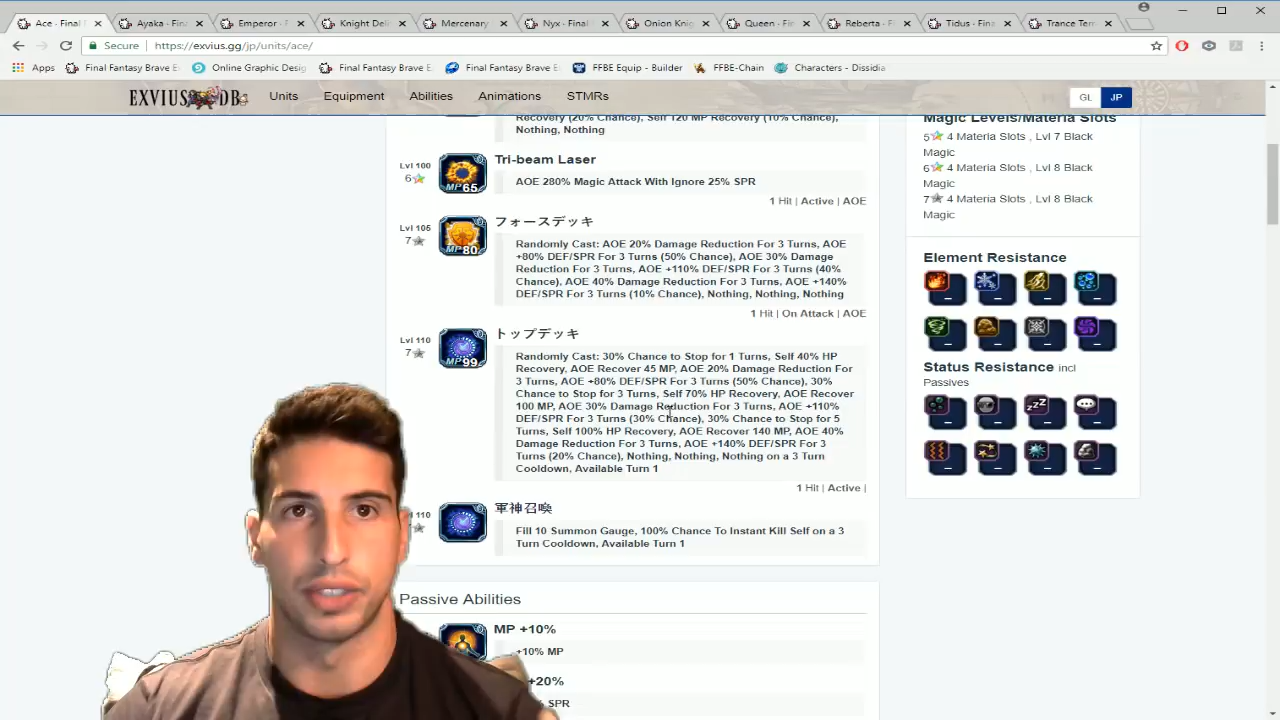 Ace - Final
Ayaka - Fina
Emperor - F
Knight Deli
Mercenary
Nyx - Final
Onion Knig
Queen - Fin
Reberta - F
Tidus - Fina
Trance Terr
Secure
https://exvius.gg/jp/units/ace/
Apps
Final Fantasy Brave E
Online Graphic Desig
Final Fantasy Brave E
Final Fantasy Brave E
FFBE Equip - Builder
FFBE-Chain
Characters - Dissidia
EXVIUS DB
Units
Equipment
Abilities
Animations
STMRs
GL
JP
Recovery (20% Chance), Self 120 MP Recovery (10% Chance),
Nothing, Nothing
Lvl 100
6
MP 65
Tri-beam Laser
AOE 280% Magic Attack With Ignore 25% SPR
1 Hit | Active | AOE
Lvl 105
7
MP 80
フォースデッキ
Randomly Cast: AOE 20% Damage Reduction For 3 Turns, AOE
+80% DEF/SPR For 3 Turns (50% Chance), AOE 30% Damage
Reduction For 3 Turns, AOE +110% DEF/SPR For 3 Turns (40%
Chance), AOE 40% Damage Reduction For 3 Turns, AOE +140%
DEF/SPR For 3 Turns (10% Chance), Nothing, Nothing, Nothing
1 Hit | On Attack | AOE
Lvl 110
7
MP 99
トップデッキ
Randomly Cast: 30% Chance to Stop for 1 Turns, Self 40% HP
Recovery, AOE Recover 45 MP, AOE 20% Damage Reduction For
3 Turns, AOE +80% DEF/SPR For 3 Turns (50% Chance), 30%
Chance to Stop for 3 Turns, Self 70% HP Recovery, AOE Recover
100 MP, AOE 30% Damage Reduction For 3 Turns, AOE +110%
DEF/SPR For 3 Turns (30% Chance), 30% Chance to Stop for 5
Turns, Self 100% HP Recovery, AOE Recover 140 MP, AOE 40%
Damage Reduction For 3 Turns, AOE +140% DEF/SPR For 3
Turns (20% Chance), Nothing, Nothing, Nothing on a 3 Turn
Cooldown, Available Turn 1
1 Hit | Active |
110
軍神召喚
Fill 10 Summon Gauge, 100% Chance To Instant Kill Self on a 3
Turn Cooldown, Available Turn 1
Passive Abilities
MP +10%
+10% MP
+20%
SPR
Magic Levels/Materia Slots
5 4 Materia Slots , Lvl 7 Black
Magic
6 4 Materia Slots , Lvl 8 Black
Magic
7 4 Materia Slots , Lvl 8 Black
Magic
Element Resistance
Status Resistance incl
Passives